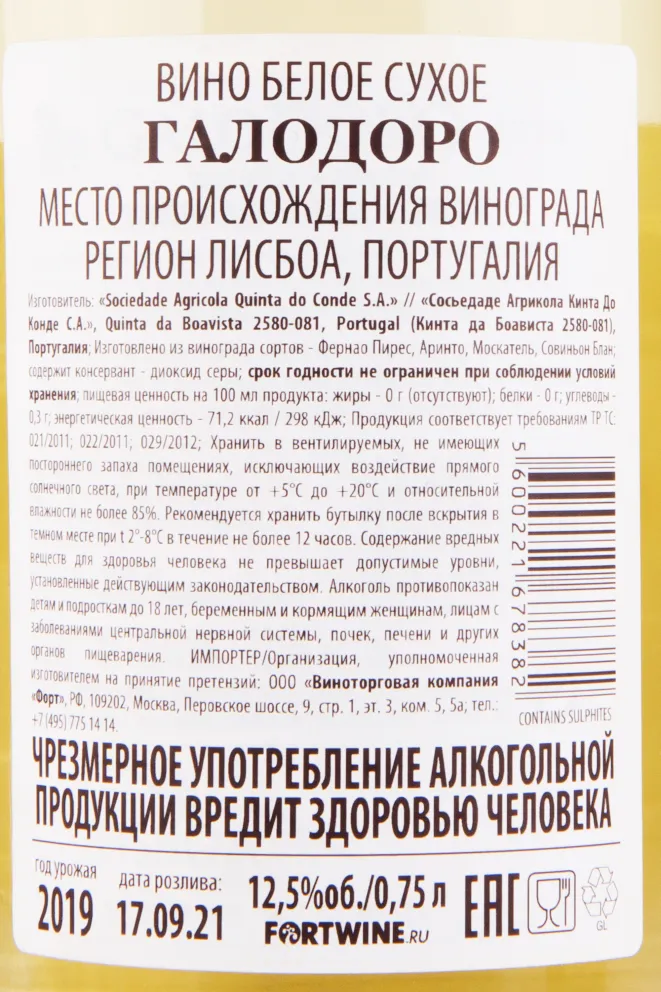 ВИНО БЕЛОЕ СУХОЕ
ГАЛОДОРО
МЕСТО ПРОИСХОЖДЕНИЯ ВИНОГРАДА
РЕГИОН ЛИСБОА, ПОРТУГАЛИЯ
Изготовитель: «Sociedade Agricola Quinta do Conde S.A.» // «Сосьедаде Агрикола Кинта До
Конде С.А.», Quinta da Boavista 2580-081, Portugal (Кинта да Боависта 2580-081),
Португалия; Изготовлено из винограда сортов - Фернао Пирес, Аринто, Москатель, Совиньон Блан;
содержит консервант - диоксид серы; срок годности не ограничен при соблюдении условий
хранения; пищевая ценность на 100 мл продукта: жиры - 0 г (отсутствуют); белки - 0 г; углеводы -
0,3 г; энергетическая ценность - 71,2 ккал / 298 кДж; Продукция соответствует требованиям ТР ТС:
021/2011; 022/2011; 029/2012; Хранить в вентилируемых, не имеющих
постороннего запаха помещениях, исключающих воздействие прямого
солнечного света, при температуре от +5°C до +20°C и относительной
влажности не более 85%. Рекомендуется хранить бутылку после вскрытия в
темном месте при t 2°-8°C в течение не более 12 часов. Содержание вредных
веществ для здоровья человека не превышает допустимые уровни,
установленные действующим законодательством. Алкоголь противопоказан
детям и подросткам до 18 лет, беременным и кормящим женщинам, лицам с
заболеваниями центральной нервной системы, почек, печени и других
органов пищеварения. ИМПОРТЕР/Организация, уполномоченная
изготовителем на принятие претензий: ООО «Виноторговая компания
«Форт», РФ, 109202, Москва, Перовское шоссе, 9, стр. 1, эт. 3, ком. 5, 5а; тел.:
+7 (495) 775 14 14.
5 600221 678382
CONTAINS SULPHITES
ЧРЕЗМЕРНОЕ УПОТРЕБЛЕНИЕ АЛКОГОЛЬНОЙ
ПРОДУКЦИИ ВРЕДИТ ЗДОРОВЬЮ ЧЕЛОВЕКА
год урожая
2019
дата розлива:
17.09.21
12,5%об./0,75 л
FORTWINE.RU
EAC
GL